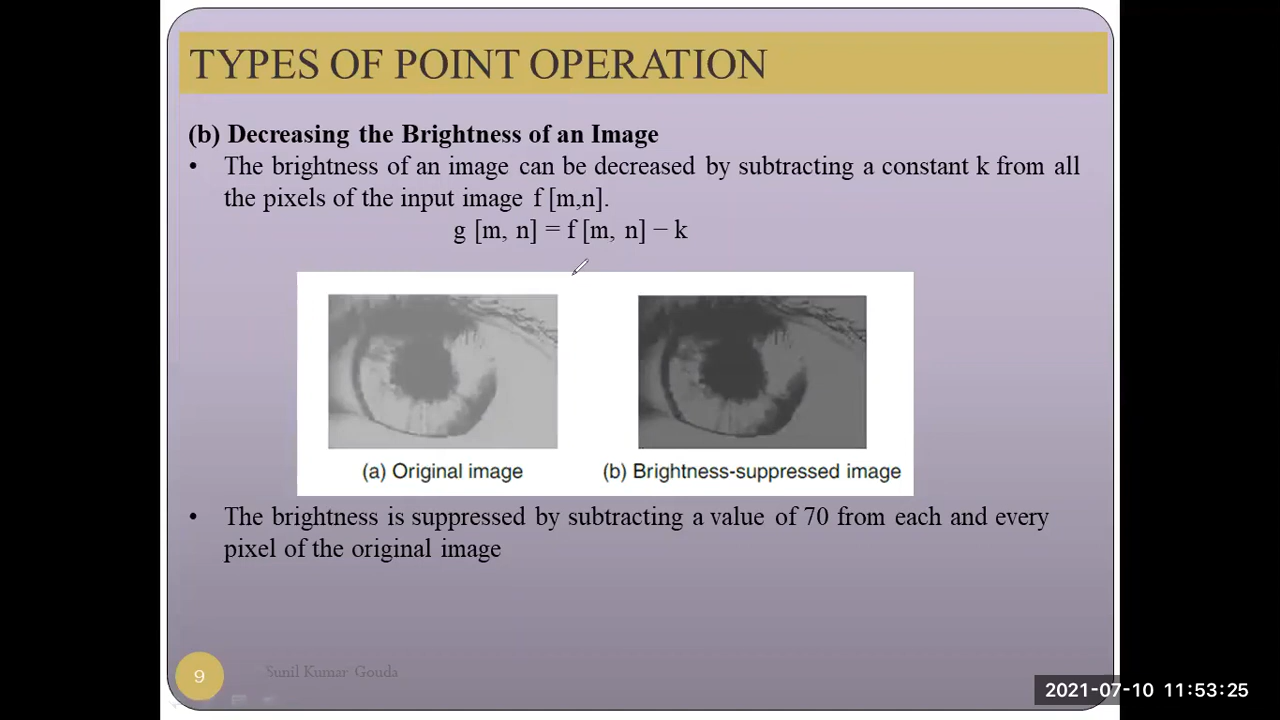 TYPES OF POINT OPERATION
(b) Decreasing the Brightness of an Image
• The brightness of an image can be decreased by subtracting a constant k from all
the pixels of the input image f [m,n].
g [m, n] = f [m, n] − k
(a) Original image
(b) Brightness-suppressed image
• The brightness is suppressed by subtracting a value of 70 from each and every
pixel of the original image
9
Sunil Kumar Gouda
2021-07-10 11:53:25